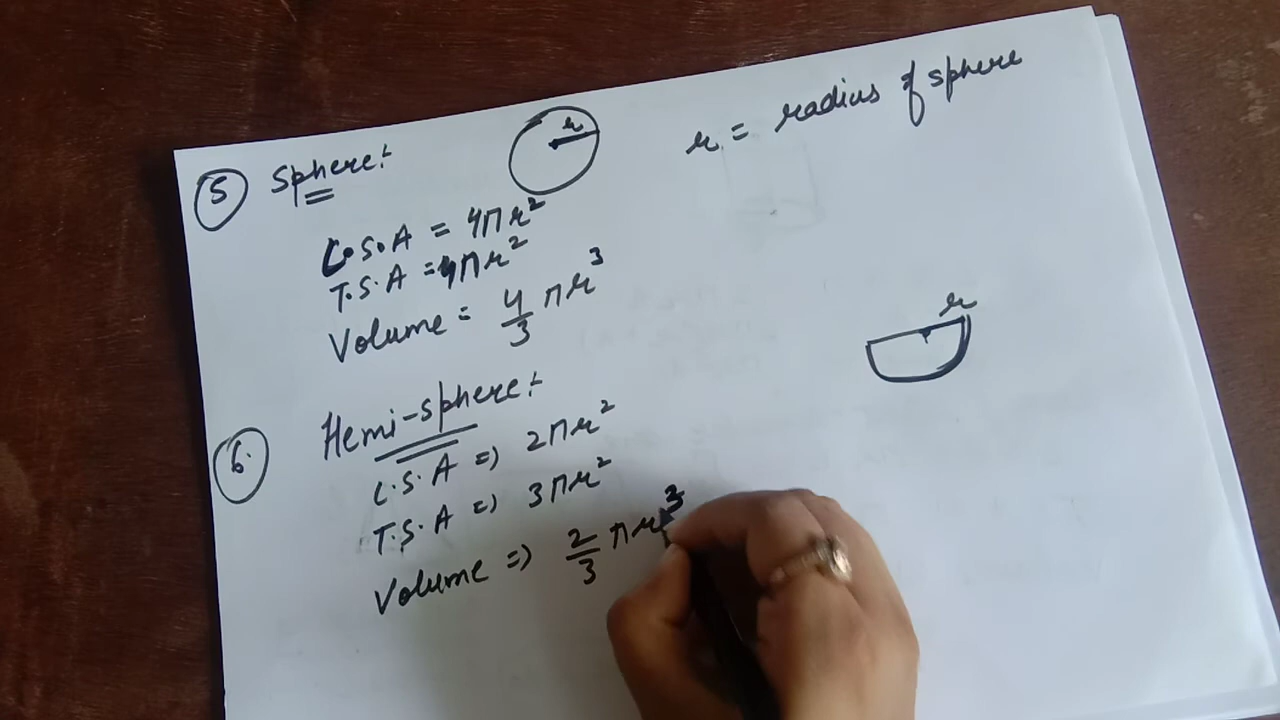 5 Sphere:-
r
r = radius of sphere
C.S.A = 4πr²
T.S.A = 4πr²
Volume = 4/3 πr³
r
6. Hemi-sphere:-
C.S.A => 2πr²
T.S.A => 3πr²
Volume => 2/3 πr³